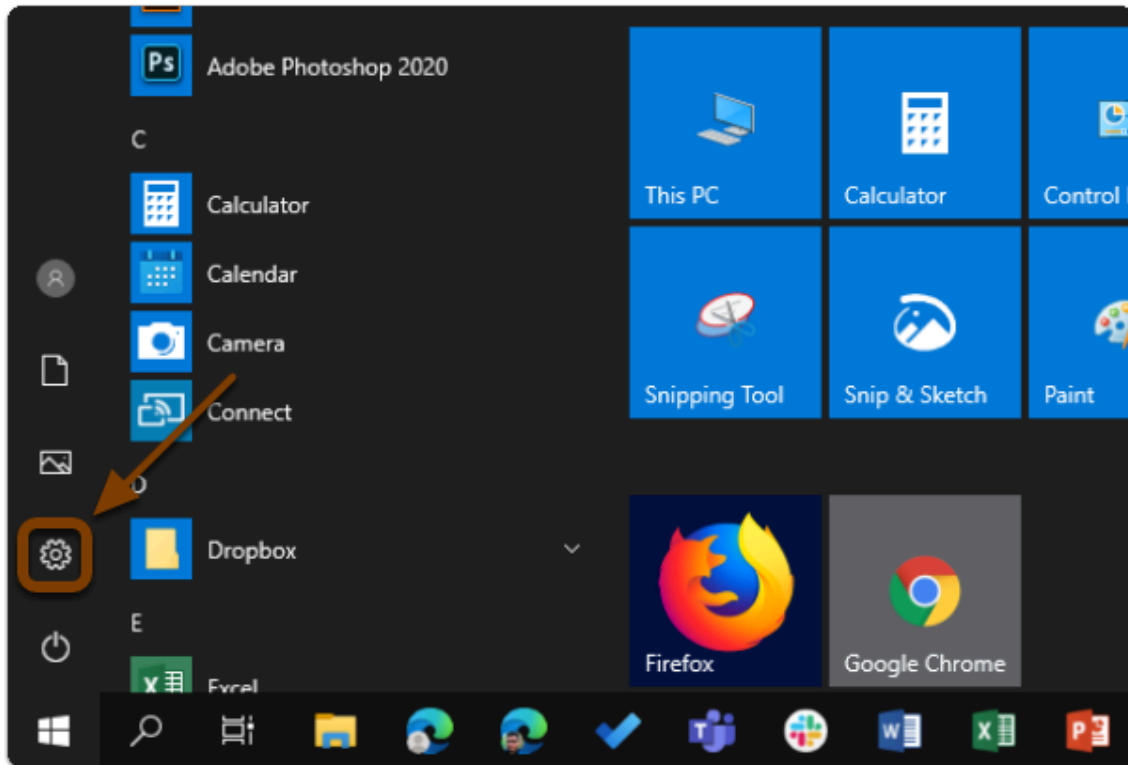 Adobe Photoshop 2020
C
Calculator
Calendar
Camera
Connect
D
Dropbox
E
Excel
This PC
Calculator
Control
Snipping Tool
Snip & Sketch
Paint
Firefox
Google Chrome